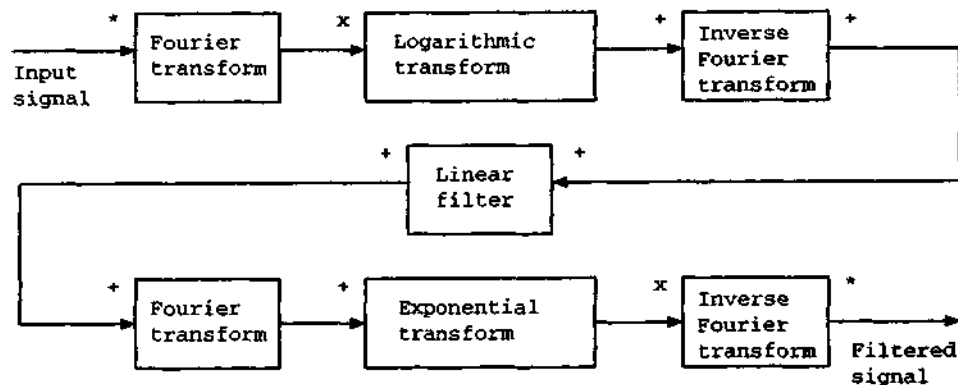 * x + +
Fourier
transform
Logarithmic
transform
Inverse
Fourier
transform
Input
signal
+ +
Linear
filter
+ + x *
Fourier
transform
Exponential
transform
Inverse
Fourier
transform
Filtered
signal